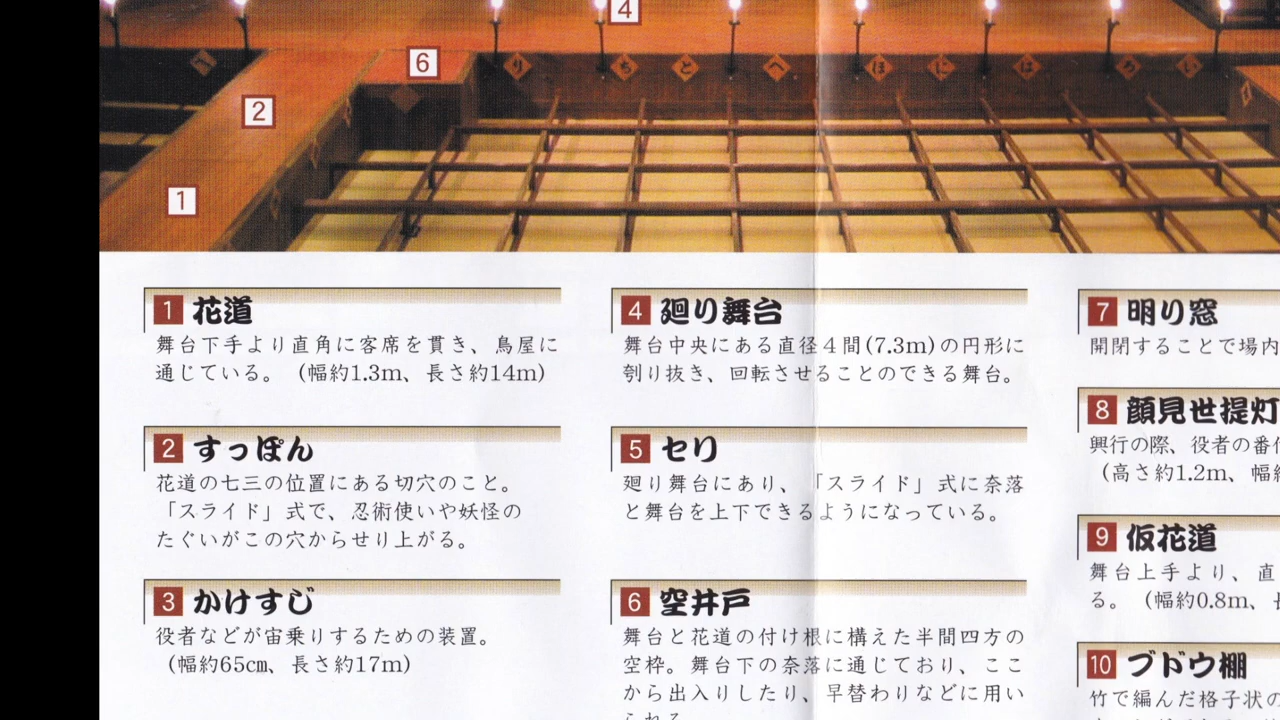 4
6
2
1
り
ち
と
へ
ほ
に
は
1 花道
舞台下手より直角に客席を貫き、鳥屋に
通じている。(幅約1.3m、長さ約14m)
2 すっぽん
花道の七三の位置にある切穴のこと。
「スライド」式で、忍術使いや妖怪の
たぐいがこの穴からせり上がる。
3 かけすじ
役者などが宙乗りするための装置。
(幅約65㎝、長さ約17m)
4 廻り舞台
舞台中央にある直径4間(7.3m)の円形に
刳り抜き、回転させることのできる舞台。
5 セリ
廻り舞台にあり、「スライド」式に奈落
と舞台を上下できるようになっている。
6 空井戸
舞台と花道の付け根に構えた半間四方の
空枠。舞台下の奈落に通じており、ここ
から出入りしたり、早替わりなどに用い
られる
7 明り窓
開閉することで場内
8 顔見世提灯
興行の際、役者の番
(高さ約1.2m、幅
9 仮花道
舞台上手より、直
る。(幅約0.8m、
10 ブドウ棚
竹で編んだ格子状の